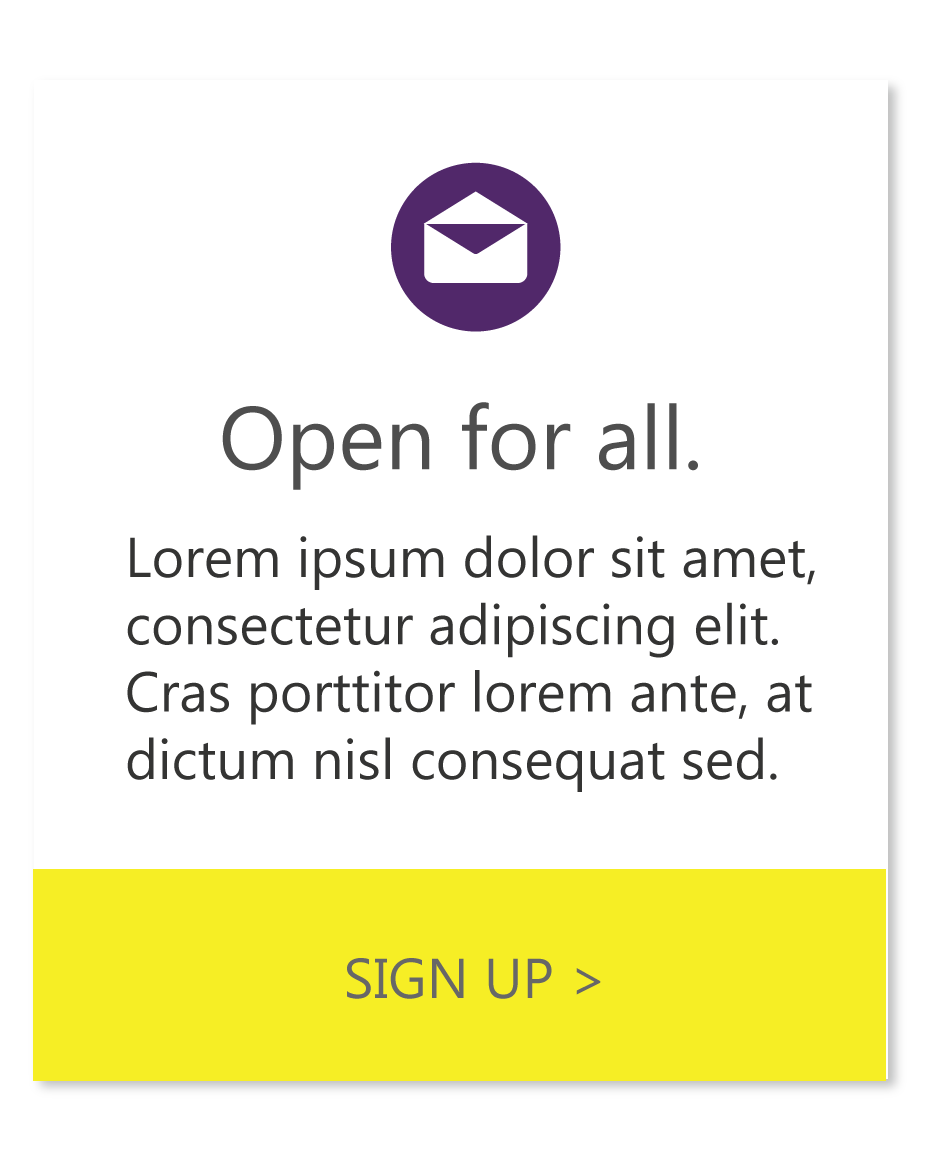 Open for all.
Lorem ipsum dolor sit amet,
consectetur adipiscing elit.
Cras porttitor lorem ante, at
dictum nisl consequat sed.
SIGN UP >